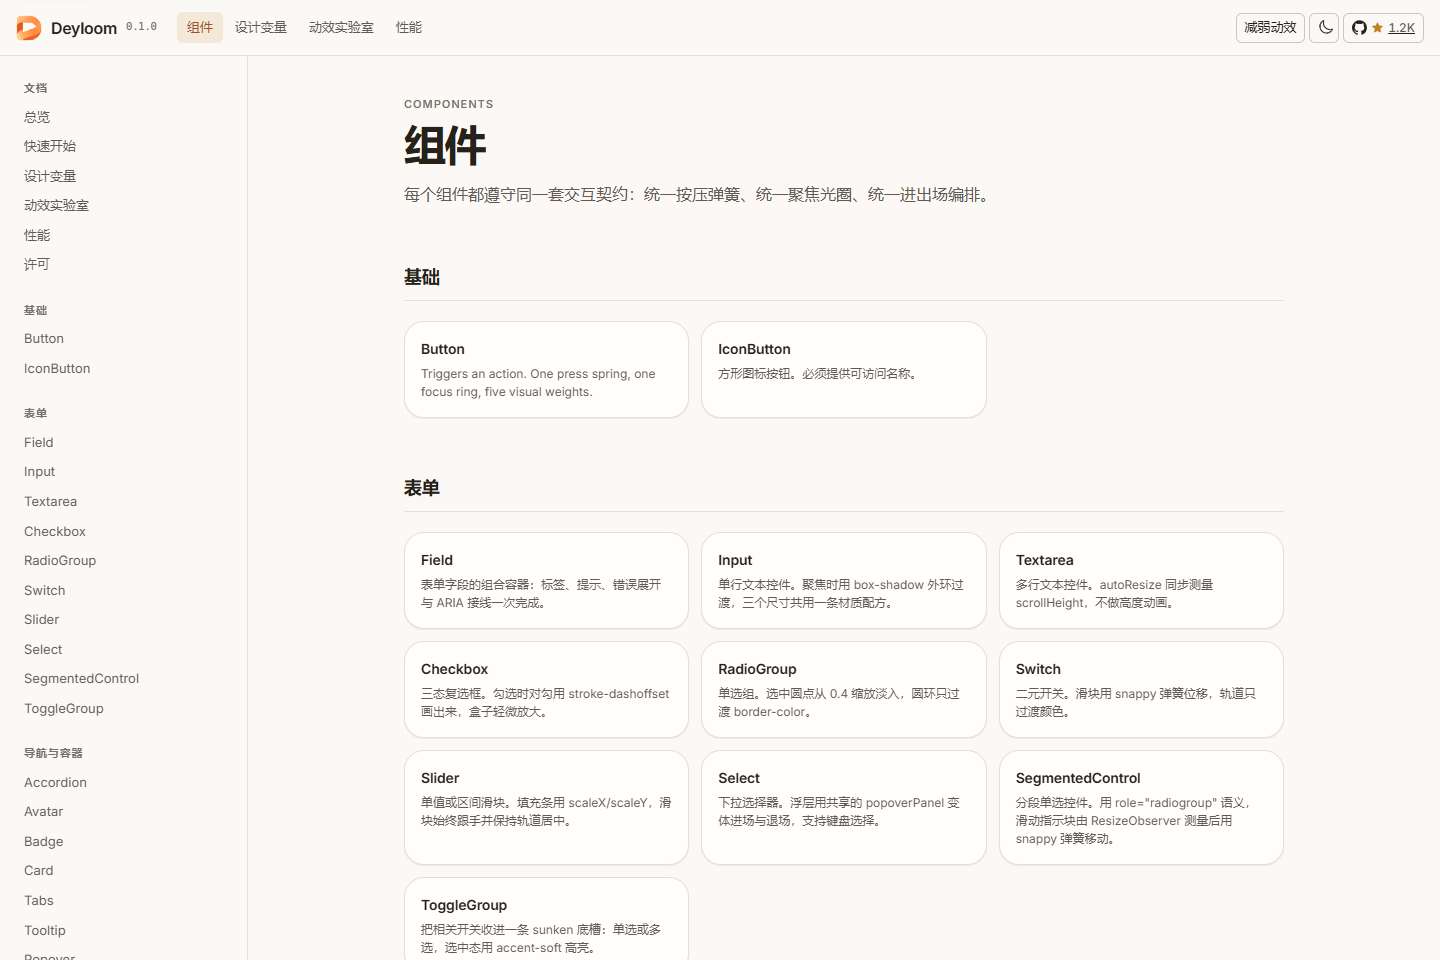 Deyloom 0.1.0 组件 设计变量 动效实验室 性能 减弱动效 1.2K
文档
总览
快速开始
设计变量
动效实验室
性能
许可
基础
Button
IconButton
表单
Field
Input
Textarea
Checkbox
RadioGroup
Switch
Slider
Select
SegmentedControl
ToggleGroup
导航与容器
Accordion
Avatar
Badge
Card
Tabs
Tooltip
Popover
COMPONENTS
组件
每个组件都遵守同一套交互契约：统一按压弹簧、统一聚焦光圈、统一进出场编排。
基础
Button
Triggers an action. One press spring, one
focus ring, five visual weights.
IconButton
方形图标按钮。必须提供可访问名称。
表单
Field
表单字段的组合容器：标签、提示、错误展开
与 ARIA 接线一次完成。
Input
单行文本控件。聚焦时用 box-shadow 外环过
渡，三个尺寸共用一条材质配方。
Textarea
多行文本控件。autoResize 同步测量
scrollHeight，不做高度动画。
Checkbox
三态复选框。勾选时对勾用 stroke-dashoffset
画出来，盒子轻微放大。
RadioGroup
单选组。选中圆点从 0.4 缩放淡入，圆环只过
渡 border-color。
Switch
二元开关。滑块用 snappy 弹簧位移，轨道只
过渡颜色。
Slider
单值或区间滑块。填充条用 scaleX/scaleY，滑
块始终跟手并保持轨道居中。
Select
下拉选择器。浮层用共享的 popoverPanel 变
体进场与退场，支持键盘选择。
SegmentedControl
分段单选控件。用 role="radiogroup" 语义，
滑动指示块由 ResizeObserver 测量后用
snappy 弹簧移动。
ToggleGroup
把相关开关收进一条 sunken 底槽：单选或多
选，选中态用 accent-soft 高亮。